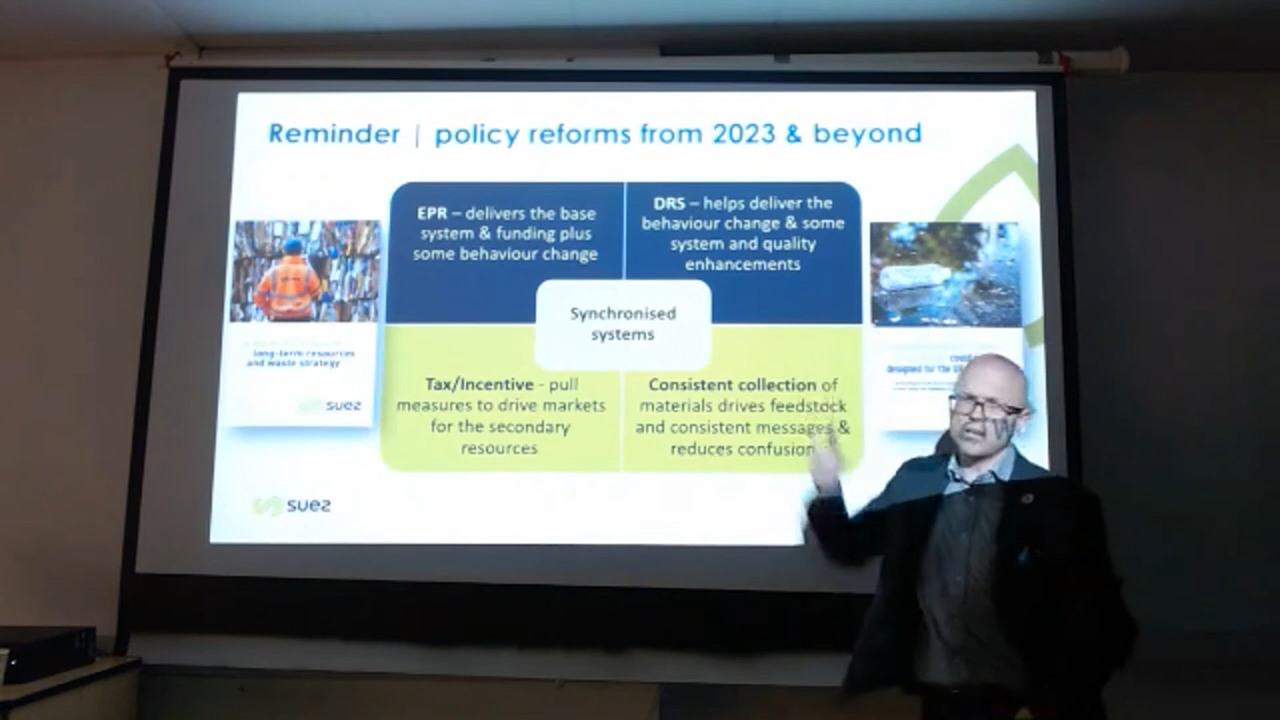 Reminder | policy reforms from 2023 & beyond
EPR – delivers the base
system & funding plus
some behaviour change
DRS – helps deliver the
behaviour change & some
system and quality
enhancements
Synchronised
systems
Tax/Incentive - pull
measures to drive markets
for the secondary
resources
Consistent collection of
materials drives feedstock
and consistent messages &
reduces confusion
long-term resources
and waste strategy
suez
designed for the
suez